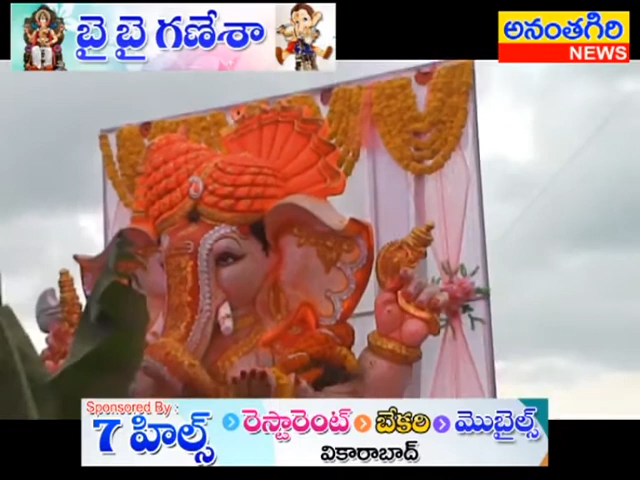 బై బై గణేశా
అనంతగిరి
NEWS
Sponsored By :
7 హిల్స్
రెస్టారెంట్ బేకరి మొబైల్స్
వికారాబాద్